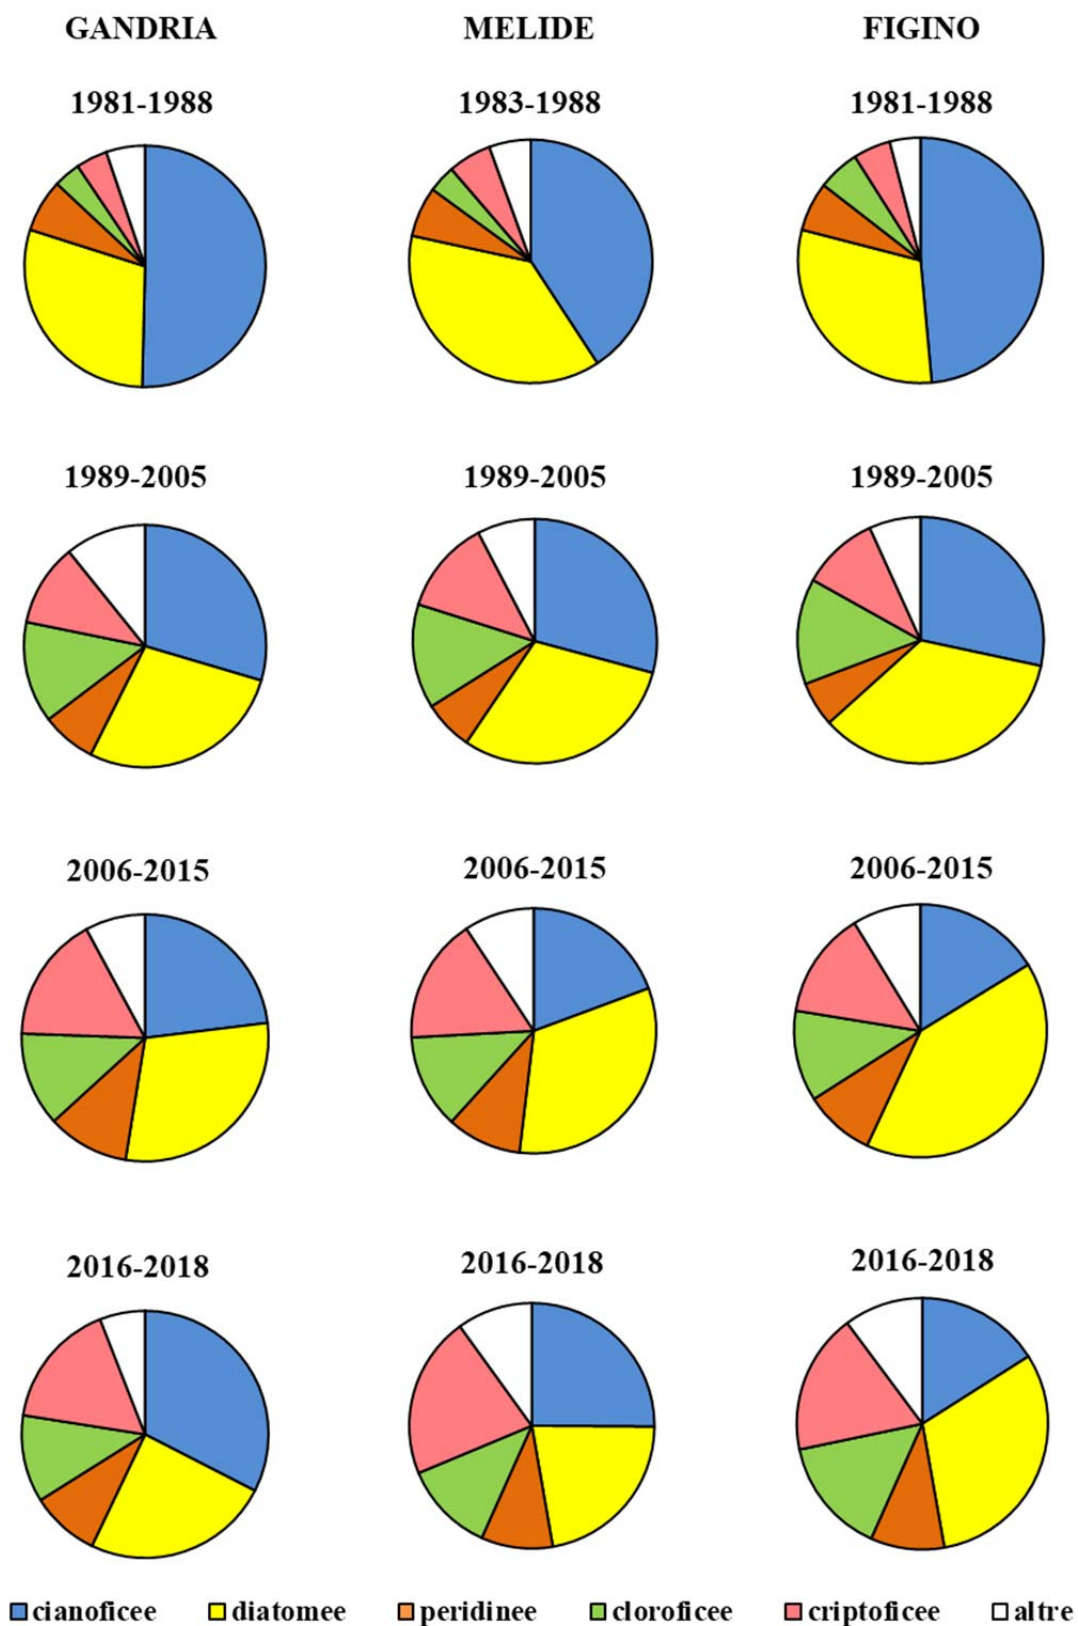 GANDRIA MELIDE FIGINO
1981-1988 1983-1988 1981-1988
1989-2005 1989-2005 1989-2005
2006-2015 2006-2015 2006-2015
2016-2018 2016-2018 2016-2018
cianoficee diatomee peridinee cloroficee criptoficee altre